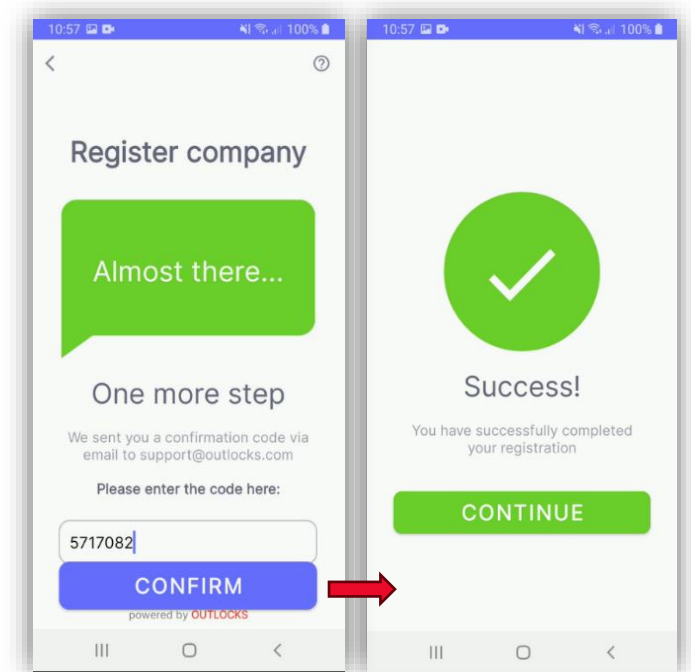 10:57
100%
Register company
Almost there...
One more step
We sent you a confirmation code via
email to support@outlocks.com
Please enter the code here:
5717082
CONFIRM
powered by OUTLOCKS
10:57
100%
Success!
You have successfully completed
your registration
CONTINUE